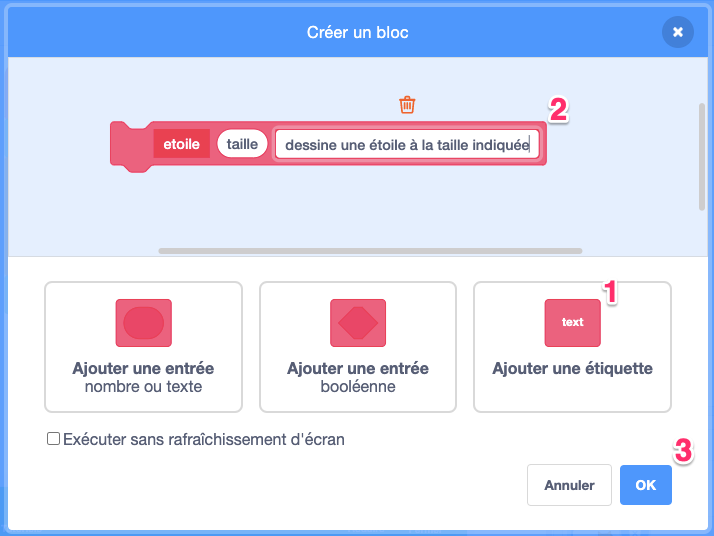 Créer un bloc
2
etoile taille dessine une étoile à la taille indiquée
1
text
Ajouter une entrée
nombre ou texte
Ajouter une entrée
booléenne
Ajouter une étiquette
Exécuter sans rafraîchissement d'écran
3
Annuler OK